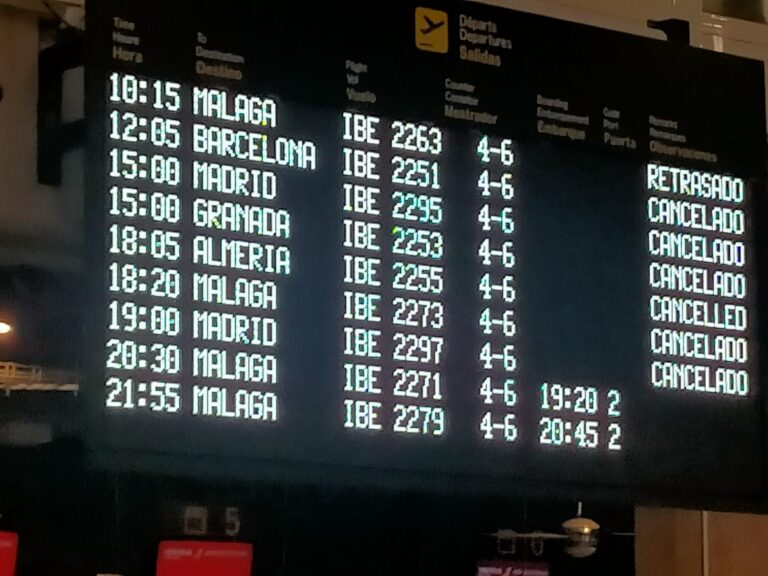 Départs
Departures
Salidas
Time To Flight Counter Boarding Gate Remarks
Heure Destination Vol Comptoir Embarquement Port Remarques
Hora Destino Vuelo Mostrador Embarque Puerta Observaciones
10:15 MALAGA IBE 2263 4-6 RETRASADO
12:05 BARCELONA IBE 2251 4-6 CANCELADO
15:00 MADRID IBE 2295 4-6 CANCELADO
15:00 GRANADA IBE 2253 4-6 CANCELADO
18:05 ALMERIA IBE 2255 4-6 CANCELLED
18:20 MALAGA IBE 2273 4-6 CANCELADO
19:00 MADRID IBE 2297 4-6 CANCELADO
20:30 MALAGA IBE 2271 4-6 19:20 2
21:55 MALAGA IBE 2279 4-6 20:45 2
5